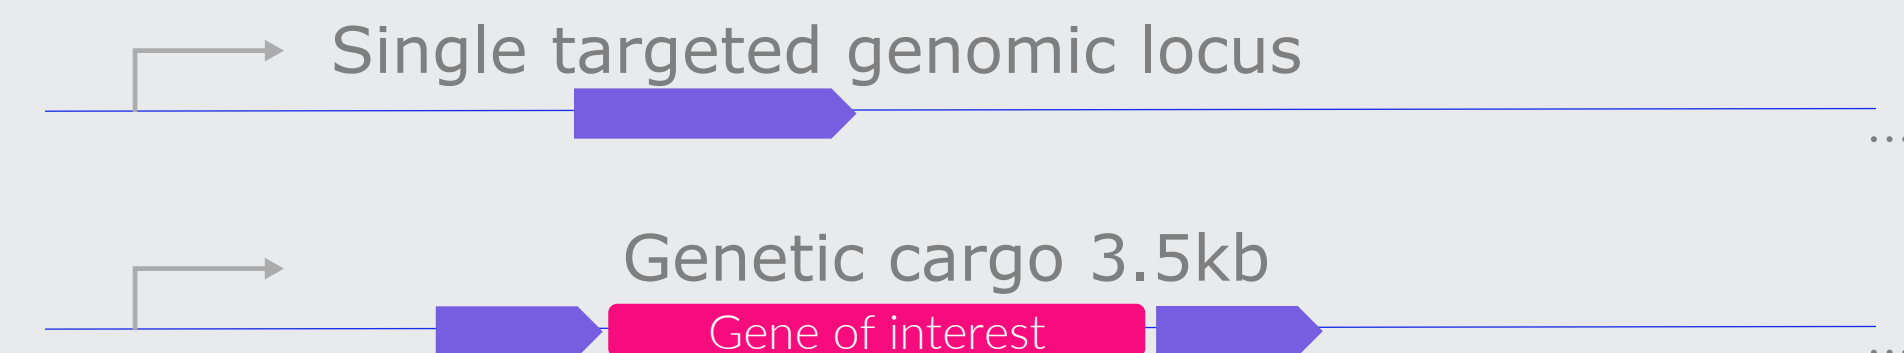 Single targeted genomic locus
...
Genetic cargo 3.5kb
Gene of interest
...